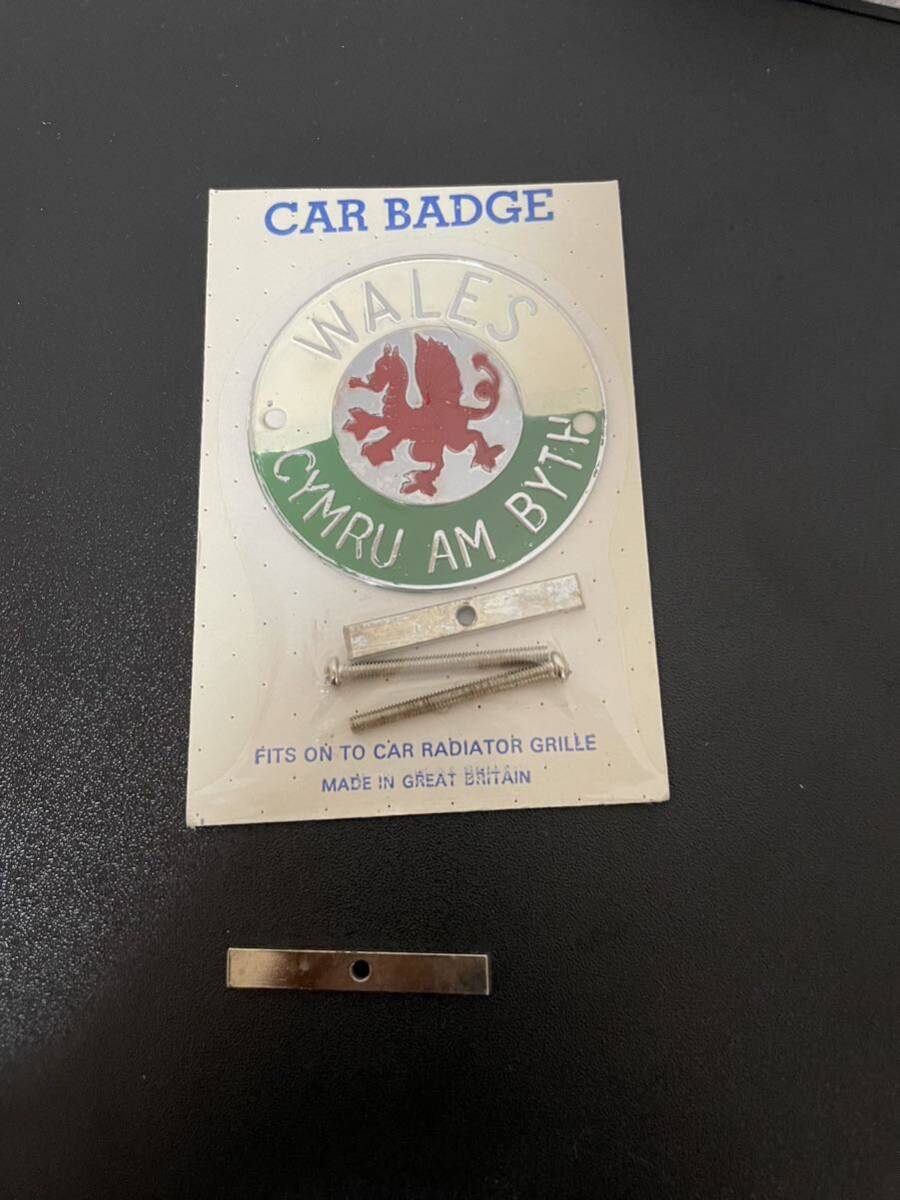 CAR BADGE
WALES
CYMRU AM BYTH
FITS ON TO CAR RADIATOR GRILLE
MADE IN GREAT BRITAIN